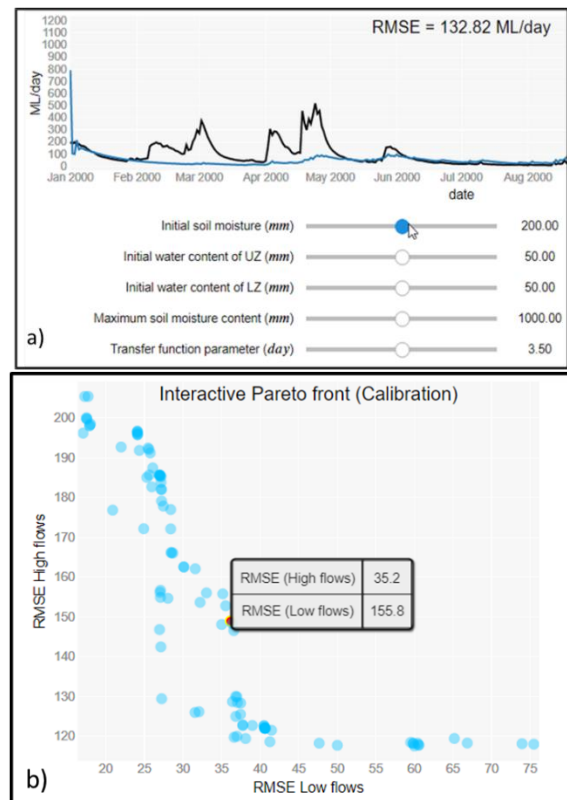 RMSE = 132.82 ML/day
ML/day
1200
1100
1000
900
800
700
600
500
400
300
200
100
0
Jan 2000 Feb 2000 Mar 2000 Apr 2000 May 2000 Jun 2000 Jul 2000 Aug 2000
date
Initial soil moisture (mm) 200.00
Initial water content of UZ (mm) 50.00
Initial water content of LZ (mm) 50.00
Maximum soil moisture content (mm) 1000.00
Transfer function parameter (day) 3.50
a)
Interactive Pareto front (Calibration)
RMSE High flows
200
190
180
170
160
150
140
130
120
RMSE (High flows) 35.2
RMSE (Low flows) 155.8
20 25 30 35 40 45 50 55 60 65 70 75
RMSE Low flows
b)